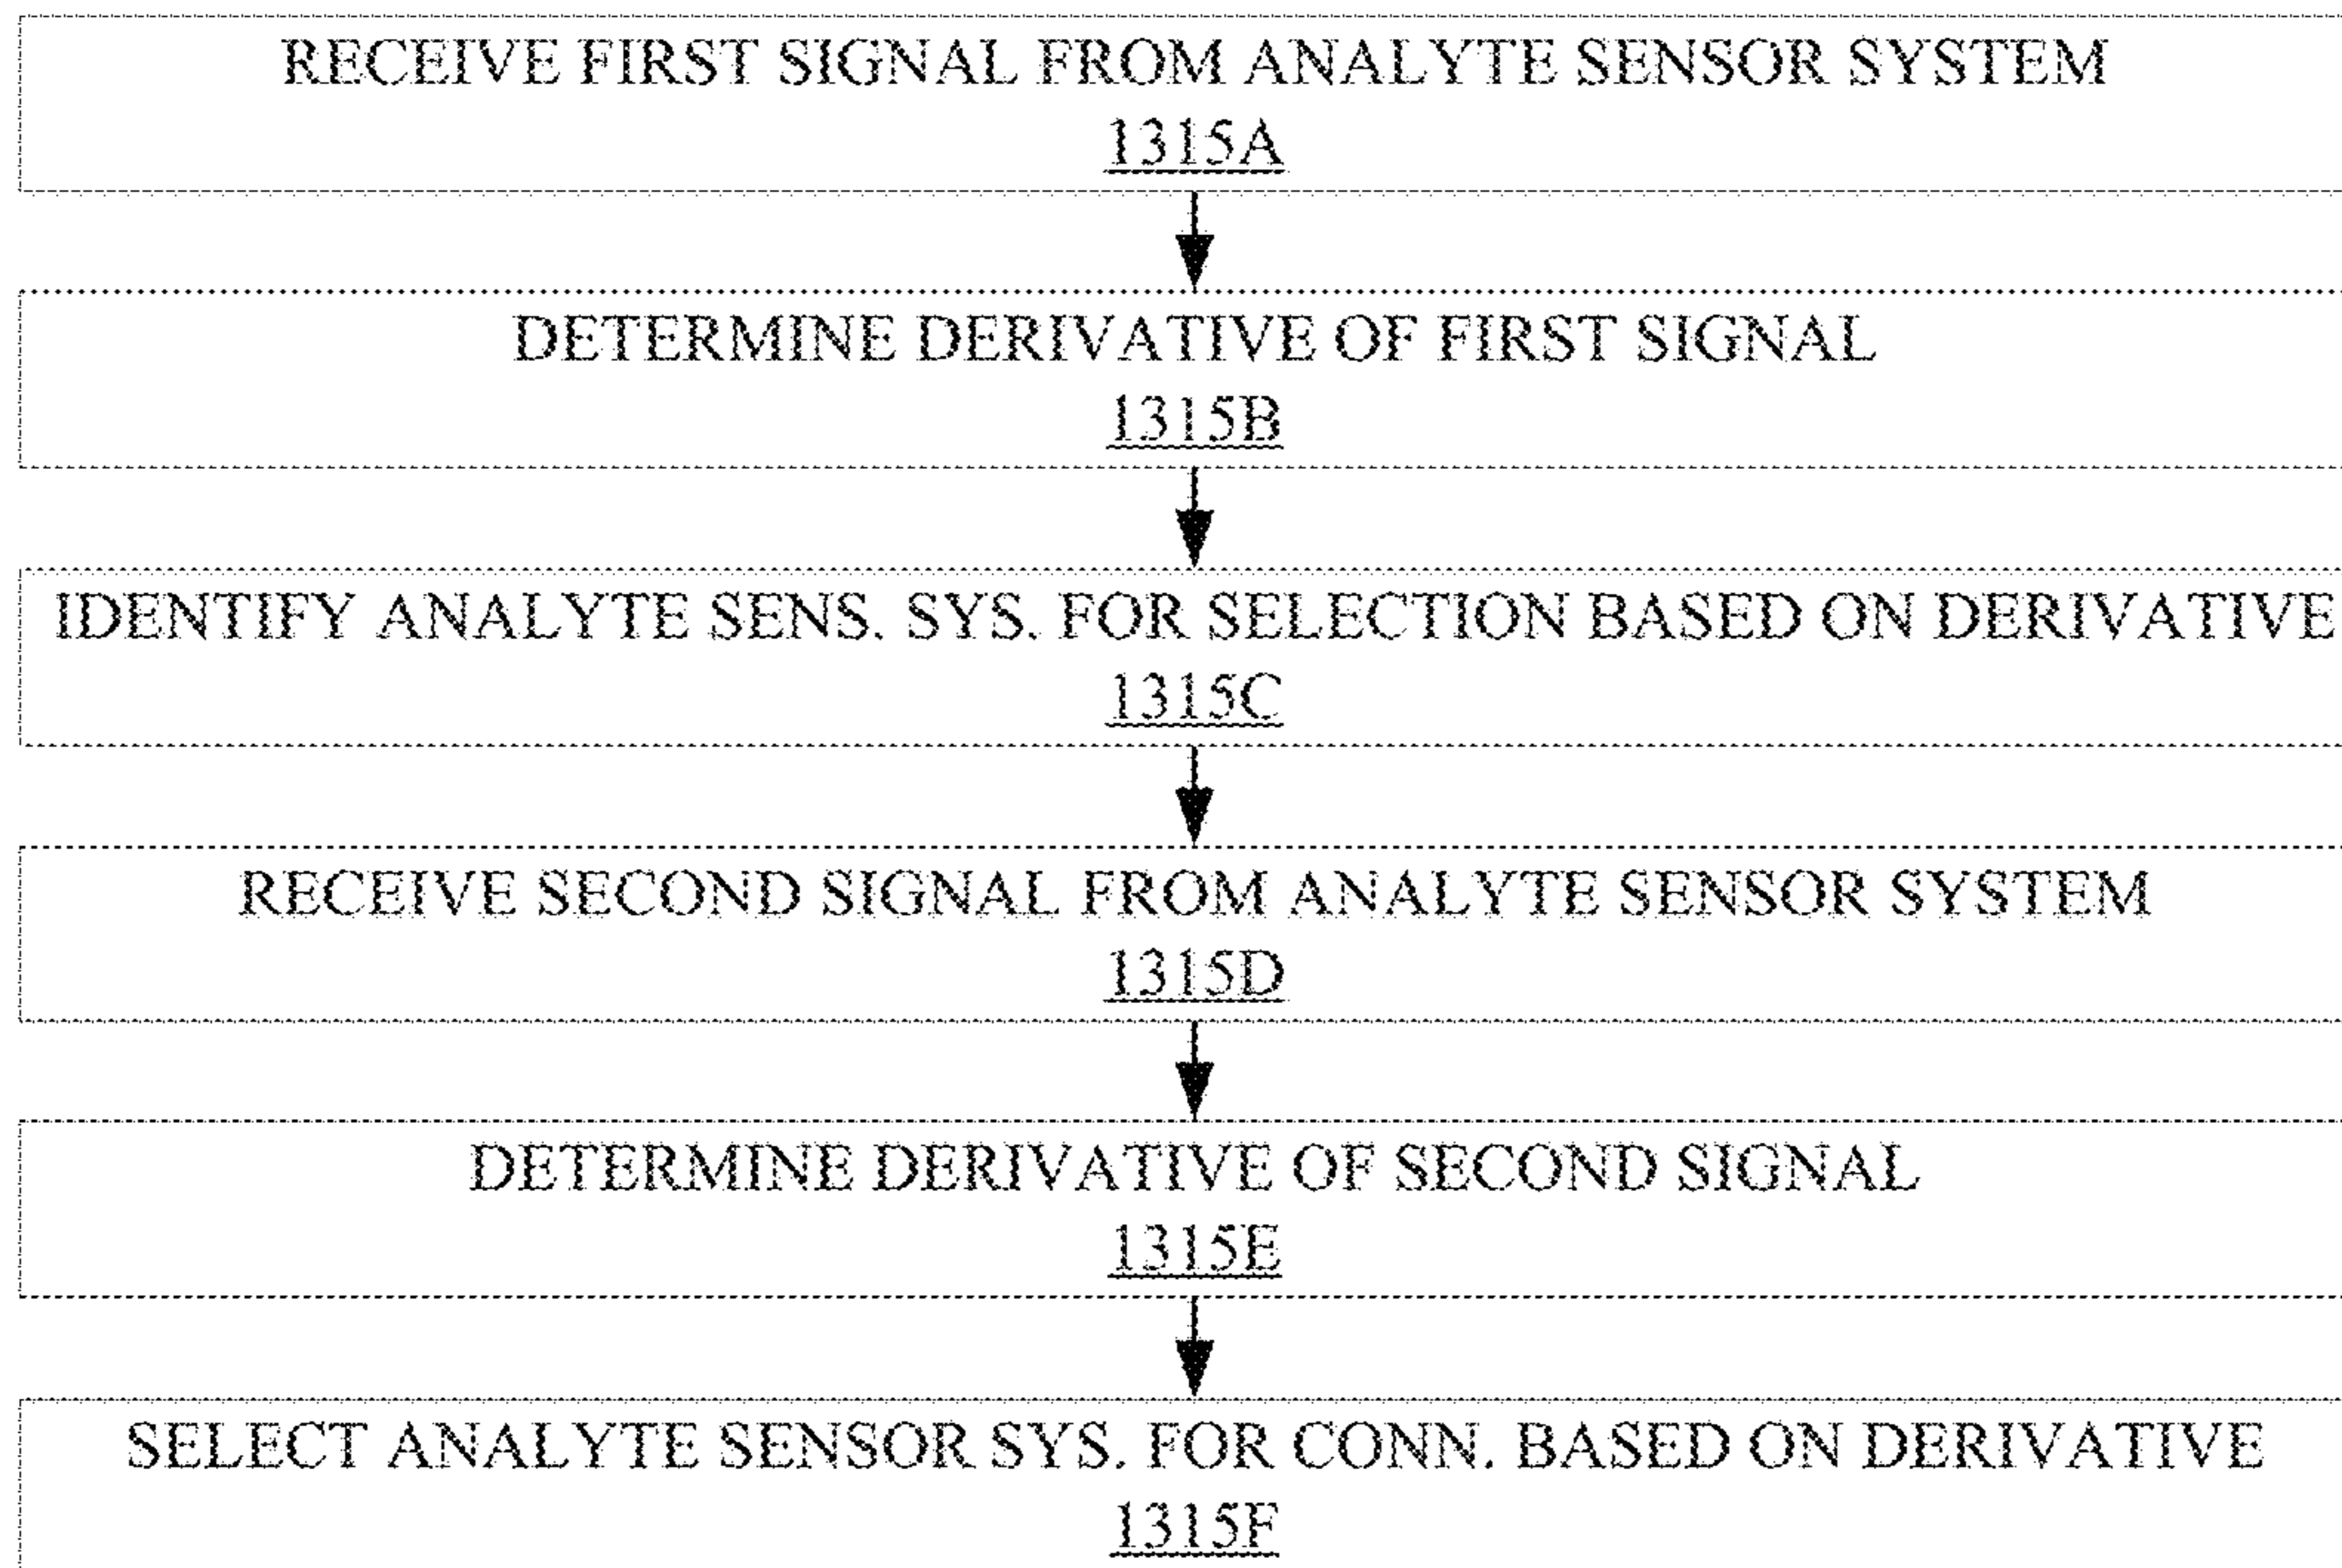 RECEIVE FIRST SIGNAL FROM ANALYTE SENSOR SYSTEM
1315A
DETERMINE DERIVATIVE OF FIRST SIGNAL
1315B
IDENTIFY ANALYTE SENS. SYS. FOR SELECTION BASED ON DERIVATIVE
1315C
RECEIVE SECOND SIGNAL FROM ANALYTE SENSOR SYSTEM
1315D
DETERMINE DERIVATIVE OF SECOND SIGNAL
1315E
SELECT ANALYTE SENSOR SYS. FOR CONN. BASED ON DERIVATIVE
1315F